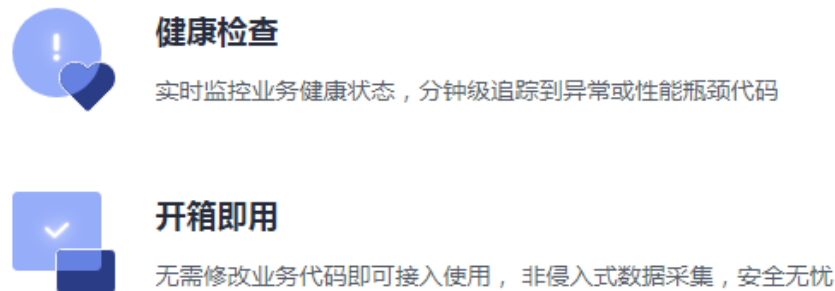 健康检查
实时监控业务健康状态，分钟级追踪到异常或性能瓶颈代码
开箱即用
无需修改业务代码即可接入使用， 非侵入式数据采集，安全无忧